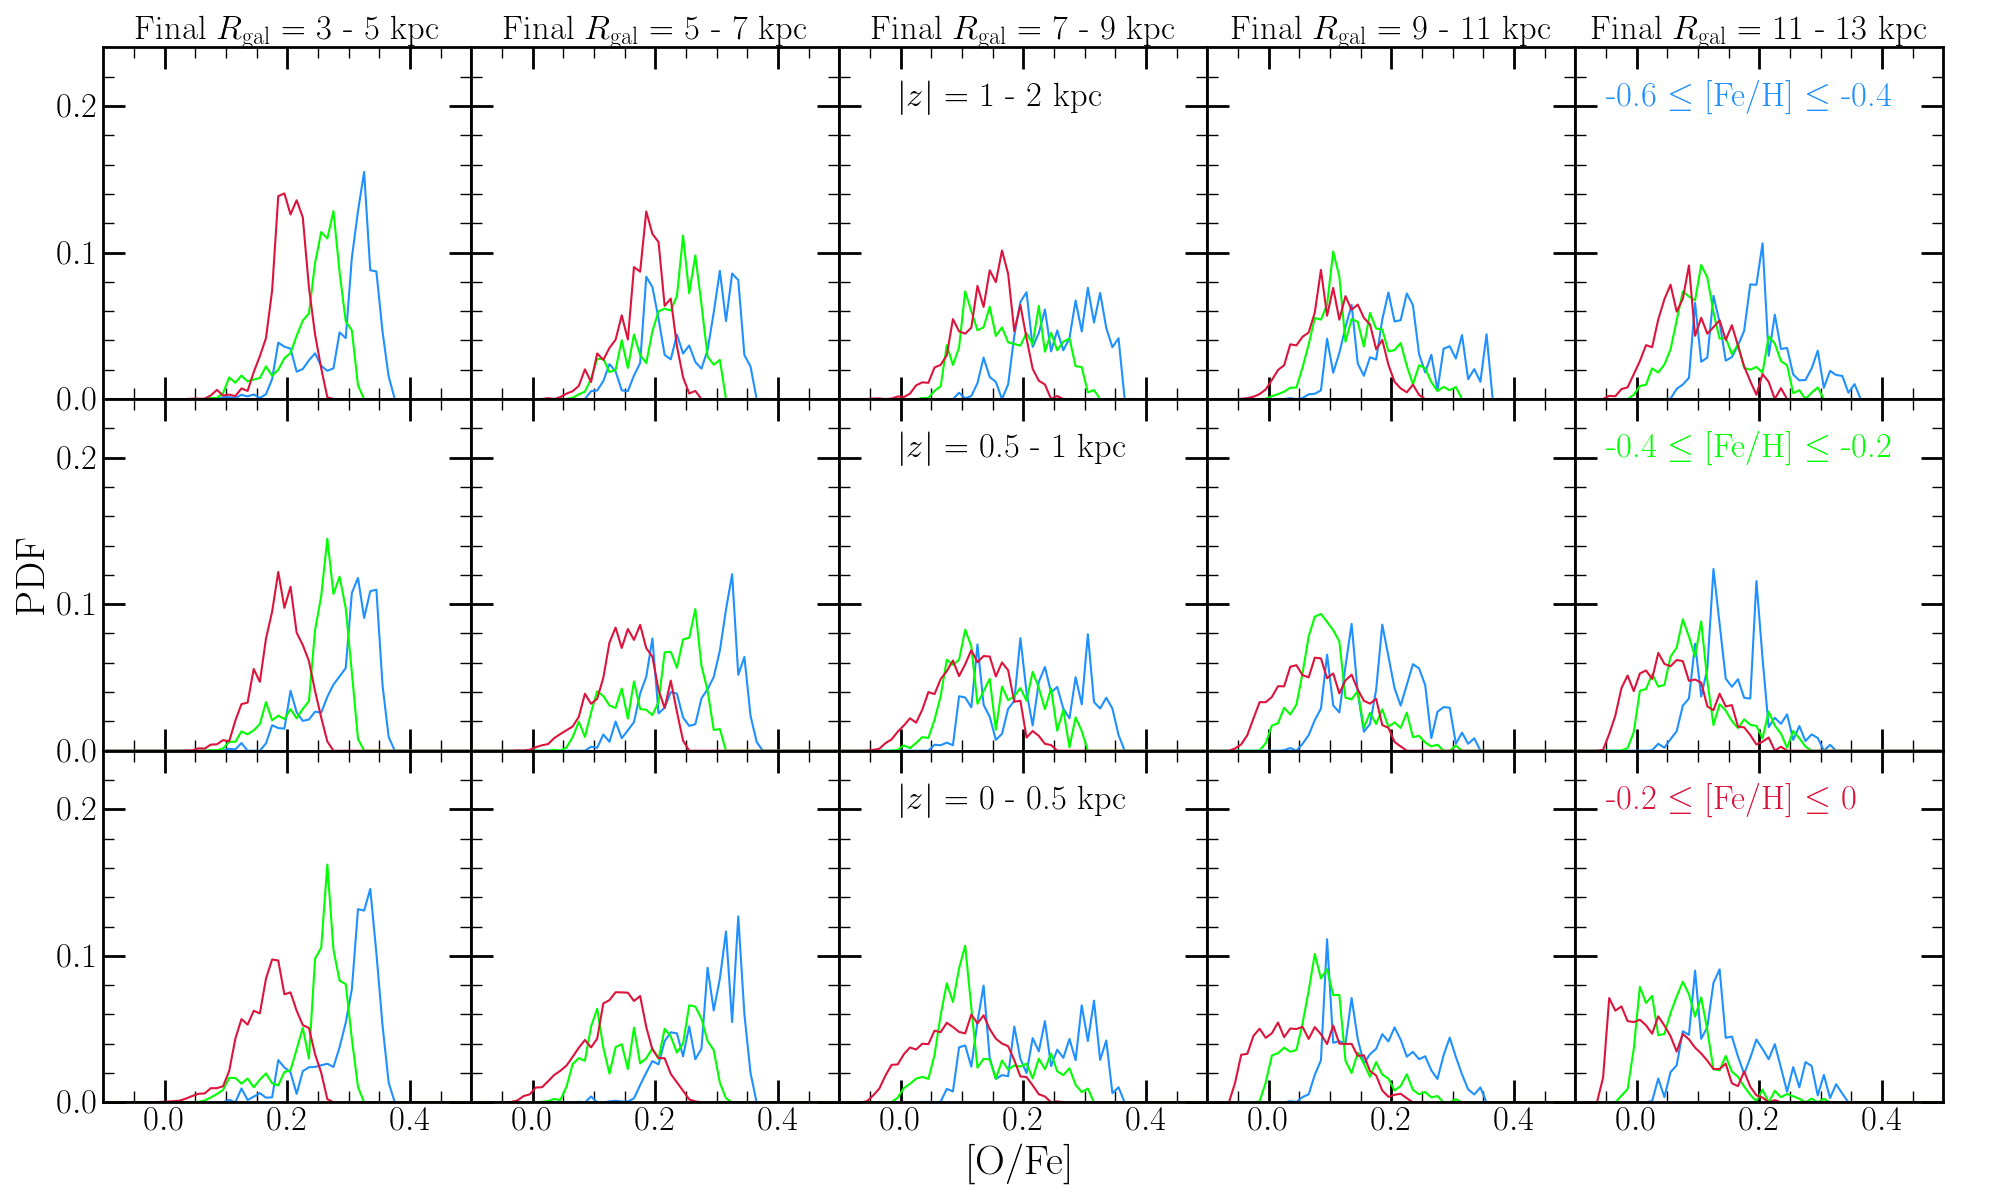 Final R_gal = 3 - 5 kpc Final R_gal = 5 - 7 kpc Final R_gal = 7 - 9 kpc Final R_gal = 9 - 11 kpc Final R_gal = 11 - 13 kpc
|z| = 1 - 2 kpc
-0.6 ≤ [Fe/H] ≤ -0.4
0.2
0.1
0.0
|z| = 0.5 - 1 kpc
-0.4 ≤ [Fe/H] ≤ -0.2
0.2
0.1
0.0
PDF
|z| = 0 - 0.5 kpc
-0.2 ≤ [Fe/H] ≤ 0
0.2
0.1
0.0
0.0 0.2 0.4 0.0 0.2 0.4 0.0 0.2 0.4 0.0 0.2 0.4 0.0 0.2 0.4
[O/Fe]